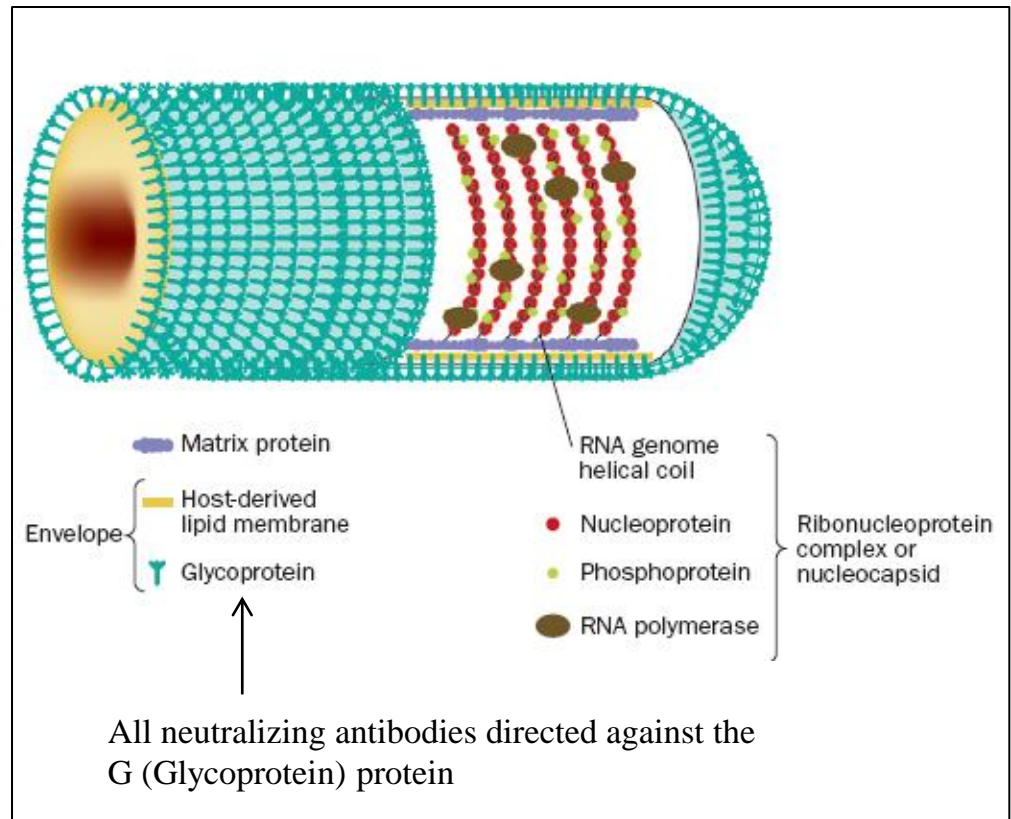 Matrix protein
Envelope
Host-derived
lipid membrane
Glycoprotein
RNA genome
helical coil
Nucleoprotein
Phosphoprotein
RNA polymerase
Ribonucleoprotein
complex or
nucleocapsid
All neutralizing antibodies directed against the
G (Glycoprotein) protein